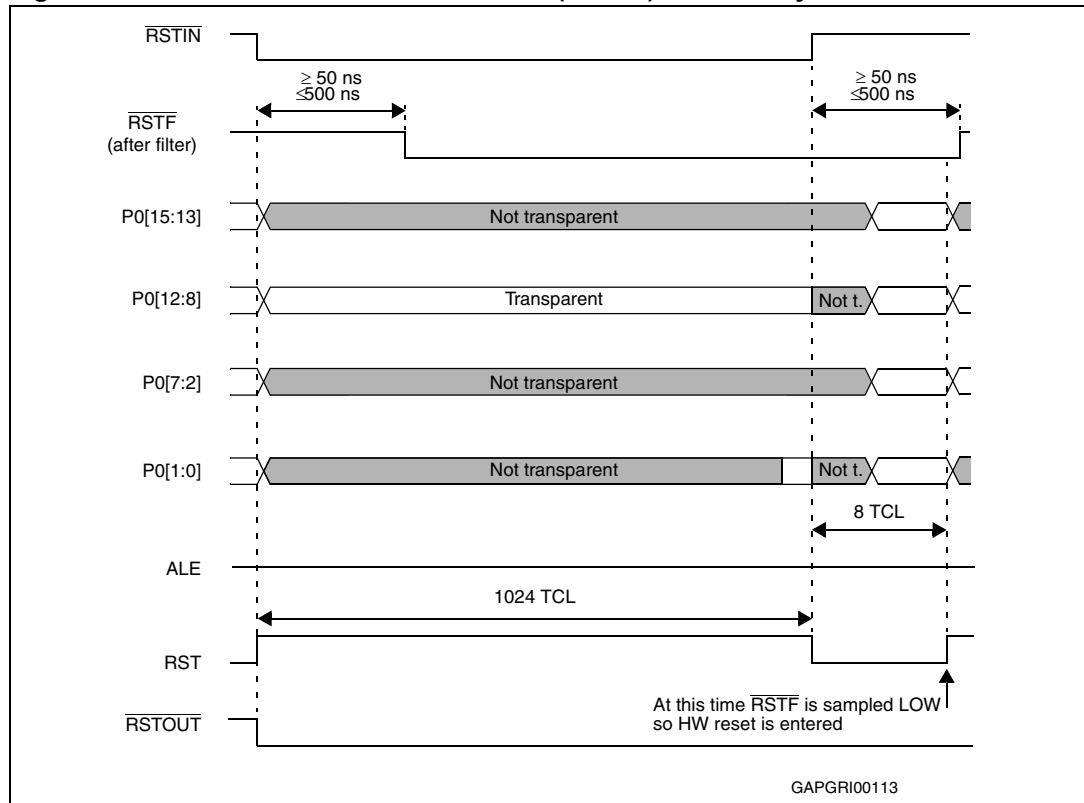 RSTIN
≥ 50 ns
≤500 ns
≥ 50 ns
≤500 ns
RSTF
(after filter)
P0[15:13]
Not transparent
P0[12:8]
Transparent
Not t.
P0[7:2]
Not transparent
P0[1:0]
Not transparent
Not t.
8 TCL
ALE
1024 TCL
RST
At this time RSTF is sampled LOW
so HW reset is entered
RSTOUT
GAPGRI00113